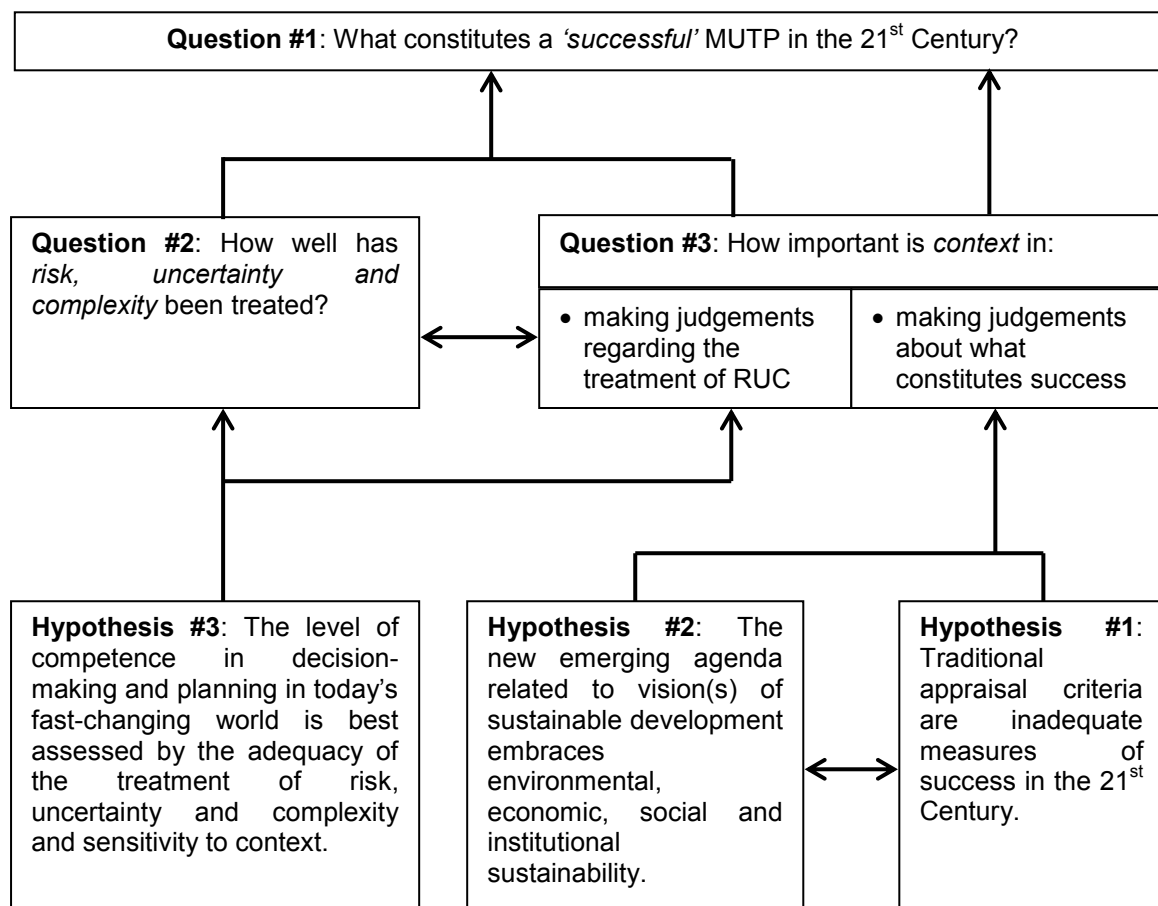 Question #1: What constitutes a ‘successful’ MUTP in the 21st Century?
Question #2: How well has
risk, uncertainty and
complexity been treated?
Question #3: How important is context in:
• making judgements
regarding the
treatment of RUC
• making judgements
about what
constitutes success
Hypothesis #3: The level of
competence in decision-
making and planning in today’s
fast-changing world is best
assessed by the adequacy of
the treatment of risk,
uncertainty and complexity
and sensitivity to context.
Hypothesis #2: The
new emerging agenda
related to vision(s) of
sustainable development
embraces
environmental,
economic, social and
institutional
sustainability.
Hypothesis #1:
Traditional
appraisal criteria
are inadequate
measures of
success in the 21st
Century.